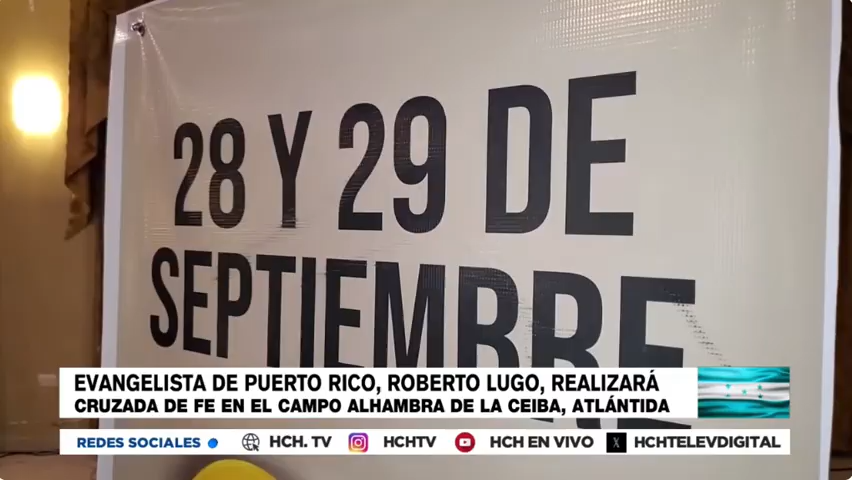 28 Y 29 DE
SEPTIEMBRE
EVANGELISTA DE PUERTO RICO, ROBERTO LUGO, REALIZARÁ
CRUZADA DE FE EN EL CAMPO ALHAMBRA DE LA CEIBA, ATLÁNTIDA
REDES SOCIALES HCH. TV HCHTV HCH EN VIVO X HCHTELEVDIGITAL